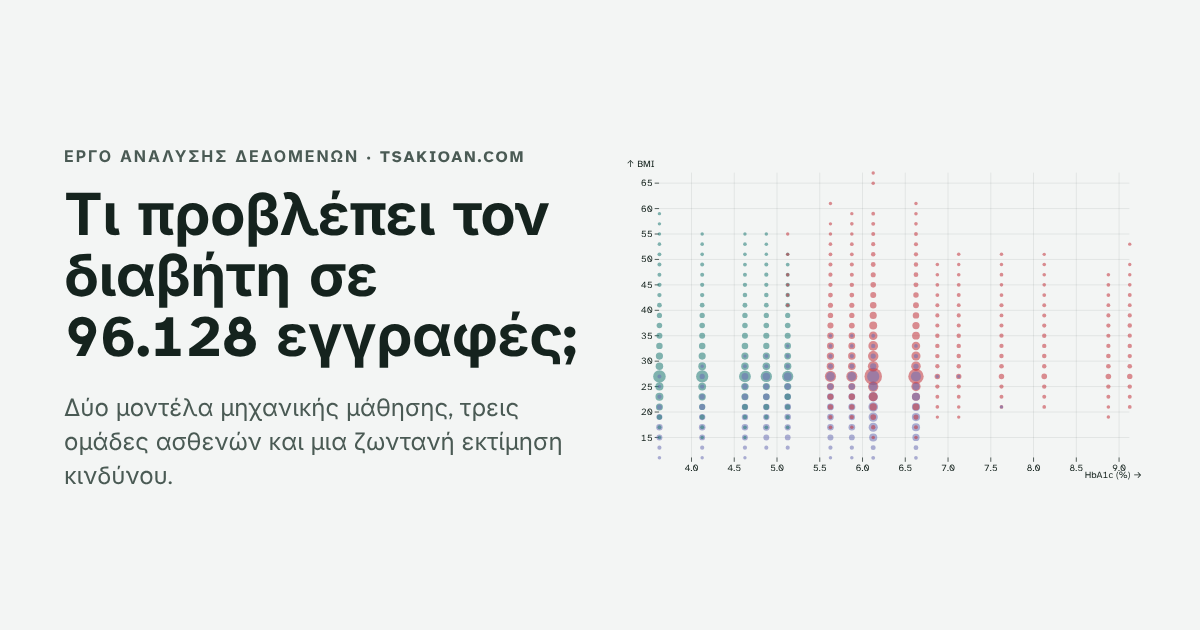 ΕΡΓΟ ΑΝΑΛΥΣΗΣ ΔΕΔΟΜΕΝΩΝ · TSAKIOAN.COM
Τι προβλέπει τον
διαβήτη σε
96.128 εγγραφές;
Δύο μοντέλα μηχανικής μάθησης, τρεις
ομάδες ασθενών και μια ζωντανή εκτίμηση
κινδύνου.
↑ BMI
65
60
55
50
45
40
35
30
25
20
15
4.0 4.5 5.0 5.5 6.0 6.5 7.0 7.5 8.0 8.5 9.0
HbA1c (%) →